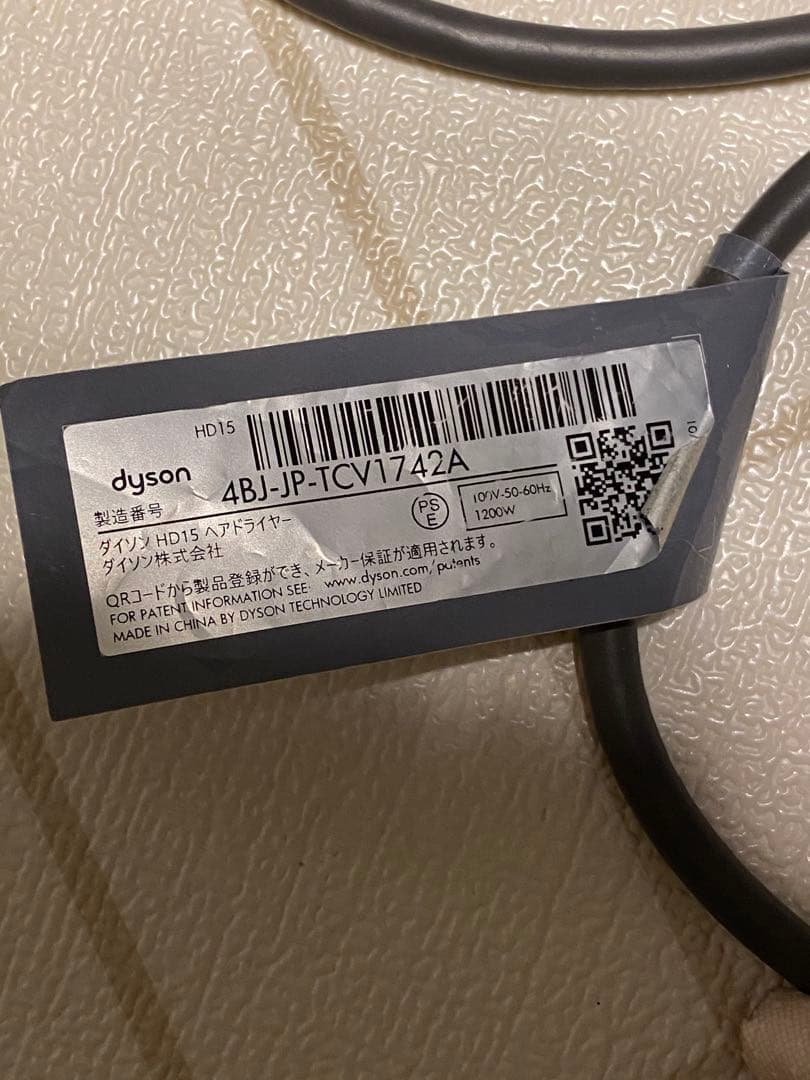 HD15
dyson
製造番号 4BJ-JP-TCV1742A
ダイソン HD15 ヘアドライヤー
ダイソン株式会社
PS
E
100V-50-60Hz
1200W
QRコードから製品登録ができ、メーカー保証が適用されます。
FOR PATENT INFORMATION SEE: www.dyson.com/patents
MADE IN CHINA BY DYSON TECHNOLOGY LIMITED